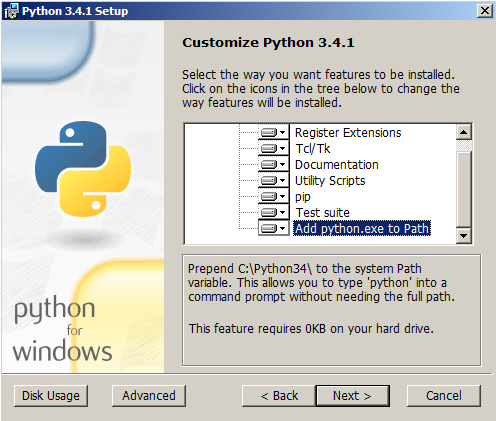 Python 3.4.1 Setup
Customize Python 3.4.1
Select the way you want features to be installed.
Click on the icons in the tree below to change the
way features will be installed.
Register Extensions
Tcl/Tk
Documentation
Utility Scripts
pip
Test suite
Add python.exe to Path
Prepend C:\Python34\ to the system Path
variable. This allows you to type 'python' into a
command prompt without needing the full path.
This feature requires 0KB on your hard drive.
python
for
windows
Disk Usage
Advanced
< Back
Next >
Cancel